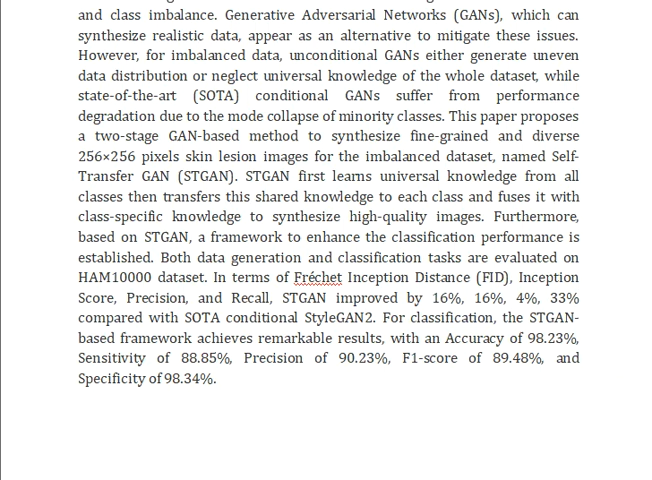 and class imbalance. Generative Adversarial Networks (GANs), which can
synthesize realistic data, appear as an alternative to mitigate these issues.
However, for imbalanced data, unconditional GANs either generate uneven
data distribution or neglect universal knowledge of the whole dataset, while
state-of-the-art (SOTA) conditional GANs suffer from performance
degradation due to the mode collapse of minority classes. This paper proposes
a two-stage GAN-based method to synthesize fine-grained and diverse
256×256 pixels skin lesion images for the imbalanced dataset, named Self-
Transfer GAN (STGAN). STGAN first learns universal knowledge from all
classes then transfers this shared knowledge to each class and fuses it with
class-specific knowledge to synthesize high-quality images. Furthermore,
based on STGAN, a framework to enhance the classification performance is
established. Both data generation and classification tasks are evaluated on
HAM10000 dataset. In terms of Fréchet Inception Distance (FID), Inception
Score, Precision, and Recall, STGAN improved by 16%, 16%, 4%, 33%
compared with SOTA conditional StyleGAN2. For classification, the STGAN-
based framework achieves remarkable results, with an Accuracy of 98.23%,
Sensitivity of 88.85%, Precision of 90.23%, F1-score of 89.48%, and
Specificity of 98.34%.